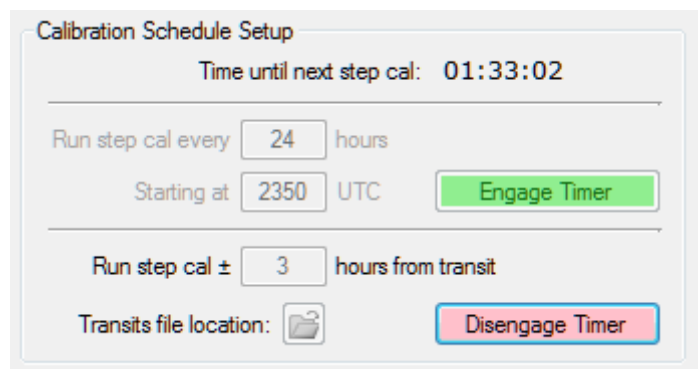 Calibration Schedule Setup
Time until next step cal: 01:33:02
Run step cal every 24 hours
Starting at 2350 UTC Engage Timer
Run step cal ± 3 hours from transit
Transits file location: Disengage Timer